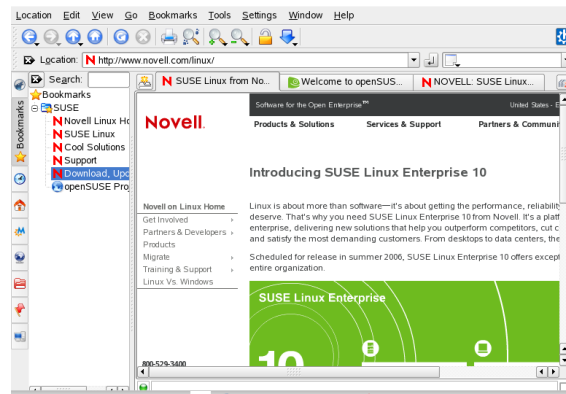 Location Edit View Go Bookmarks Tools Settings Window Help
Location: http://www.novell.com/linux/
Search:
SUSE Linux from No... Welcome to openSUS... NOVELL: SUSE Linux...
Bookmarks
Bookmarks
SUSE
Novell Linux Ho
SUSE Linux
Cool Solutions
Support
Download, Upd
openSUSE Proj
Software for the Open Enterprise™ United States - E
Novell.
Products & Solutions Services & Support Partners & Communi
Introducing SUSE Linux Enterprise 10
Novell on Linux Home
Get Involved
Partners & Developers
Products
Migrate
Training & Support
Linux Vs. Windows
800-529-3400
Linux is about more than software—it's about getting the performance, reliability
deserve. That's why you need SUSE Linux Enterprise 10 from Novell. It's a platf
enterprise, delivering new solutions that help you outperform competitors, cut c
and satisfy the most demanding customers. From desktops to data centers, the
Scheduled for release in summer 2006, SUSE Linux Enterprise 10 offers except
entire organization.
SUSE Linux Enterprise
10